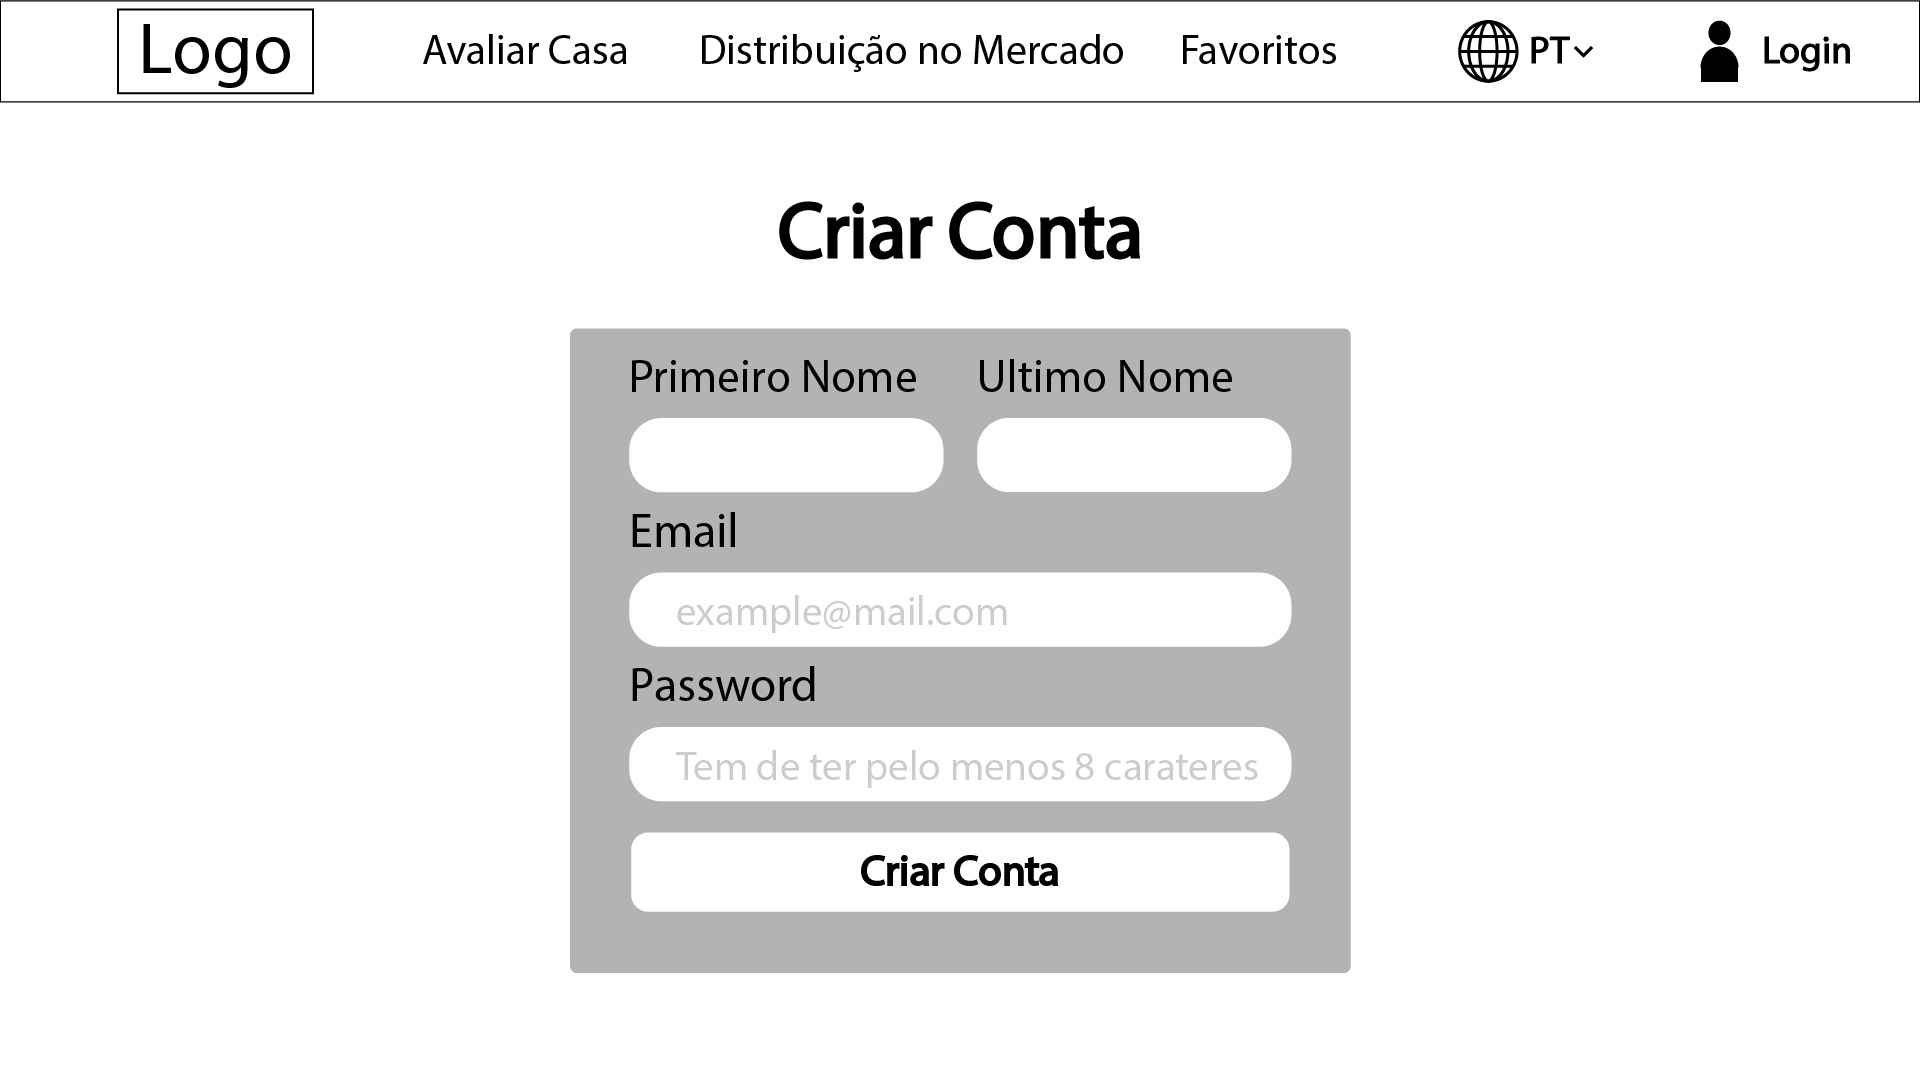 Logo Avaliar Casa Distribuição no Mercado Favoritos PT Login
Criar Conta
Primeiro Nome Ultimo Nome
Email
example@mail.com
Password
Tem de ter pelo menos 8 carateres
Criar Conta